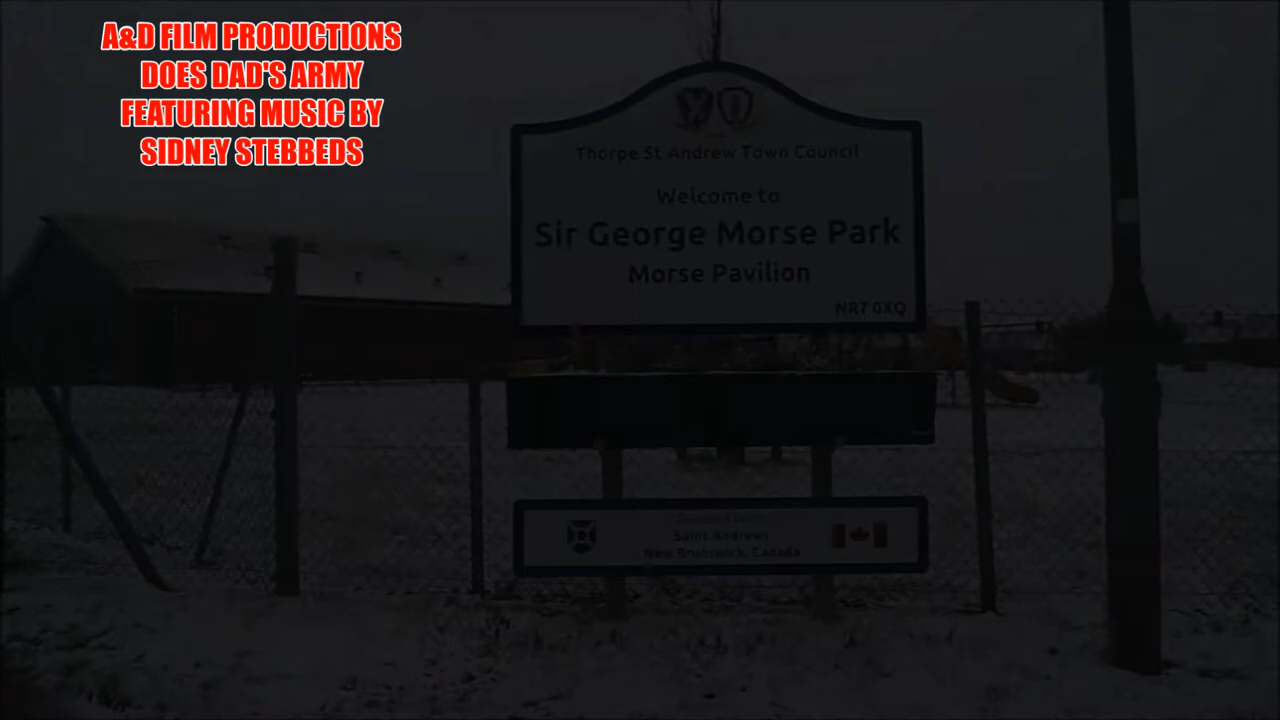 A&D FILM PRODUCTIONS
DOES DAD'S ARMY
FEATURING MUSIC BY
SIDNEY STEBBEDS
Thorpe St Andrew Town Council
Welcome to
Sir George Morse Park
Morse Pavilion
NR7 0XQ
Saint Andrews
New Brunswick, Canada